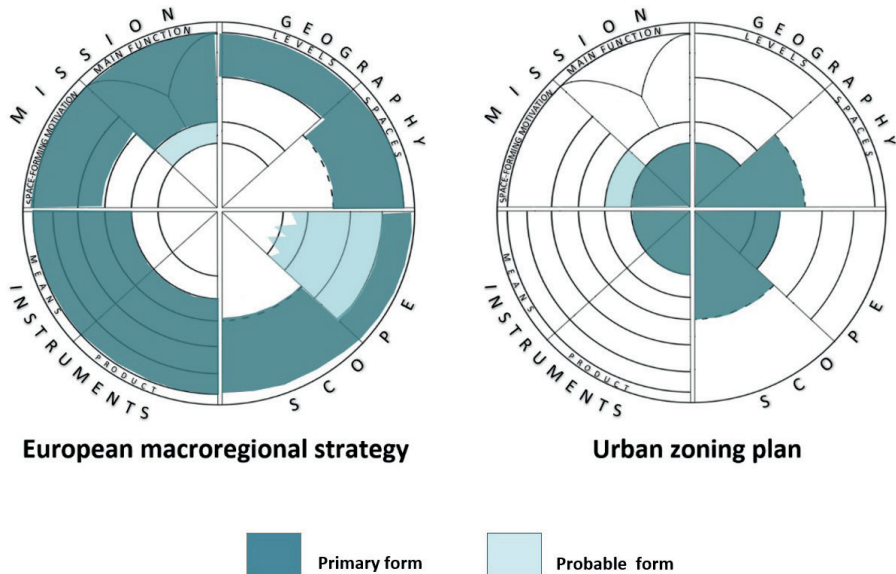 MISSION
MAIN FUNCTION
SPACE-FORMING MOTIVATION
GEOGRAPHY
LEVELS
SPACES
MEANS
INSTRUMENTS
PRODUCT
SCOPE
European macroregional strategy
MISSION
MAIN FUNCTION
SPACE-FORMING MOTIVATION
GEOGRAPHY
LEVELS
SPACES
MEANS
INSTRUMENTS
PRODUCT
SCOPE
Urban zoning plan
Primary form
Probable form